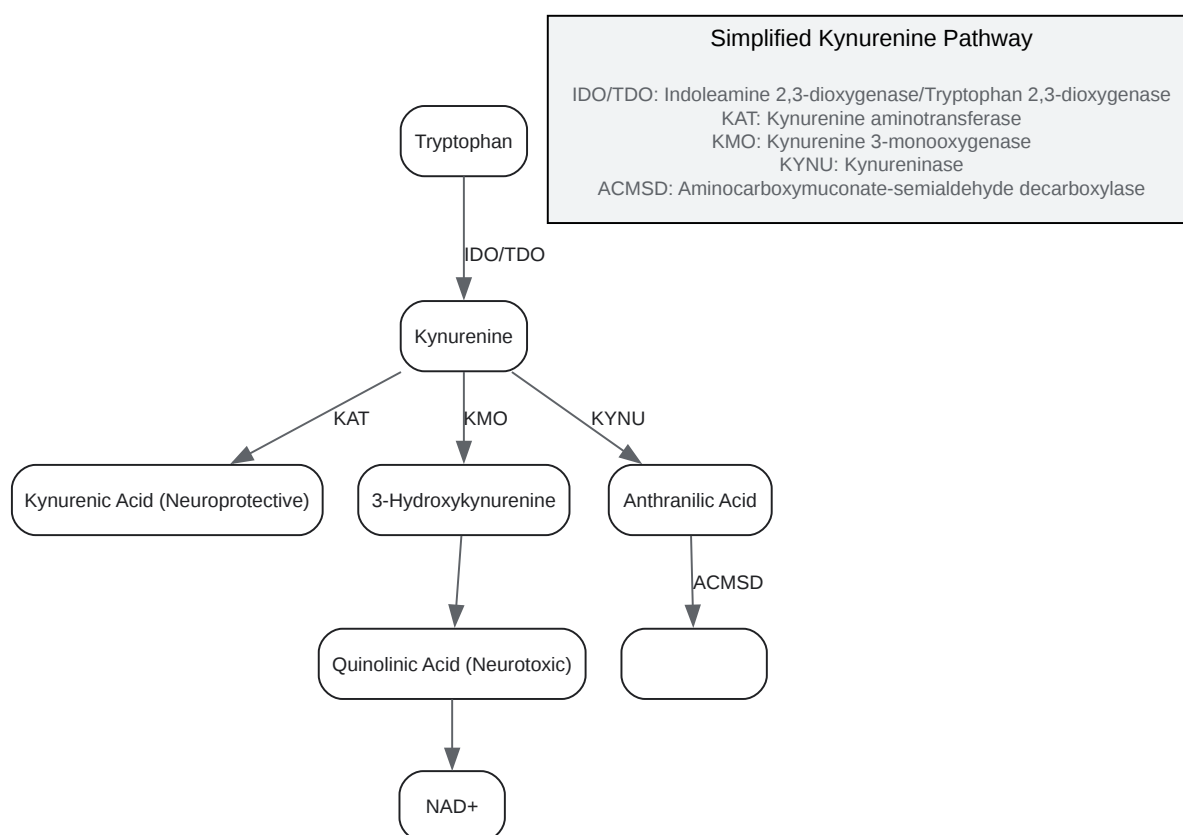 Simplified Kynurenine Pathway
IDO/TDO: Indoleamine 2,3-dioxygenase/Tryptophan 2,3-dioxygenase
KAT: Kynurenine aminotransferase
KMO: Kynurenine 3-monooxygenase
KYNU: Kynureninase
ACMSD: Aminocarboxymuconate-semialdehyde decarboxylase
Tryptophan
IDO/TDO
Kynurenine
KAT
KMO
KYNU
Kynurenic Acid (Neuroprotective)
3-Hydroxykynurenine
Anthranilic Acid
ACMSD
Quinolinic Acid (Neurotoxic)
NAD+